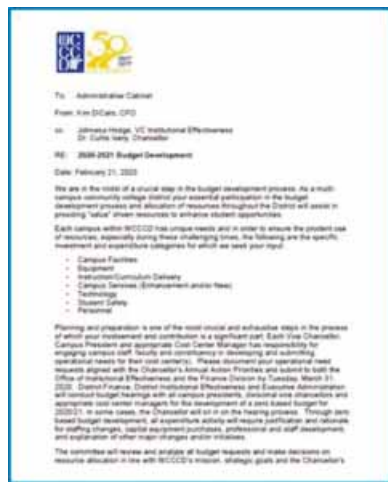 WCCCD 50
To: Administrative Cabinet
From: Kim DiCaro, CFO
cc: Johnesa Hodge, VC Institutional Effectiveness
Dr. Curtis Ivery, Chancellor
RE: 2020-2021 Budget Development
Date: February 21, 2020
We are in the midst of a crucial step in the budget development process. As a multi-
campus community college district your essential participation in the budget
development process and allocation of resources throughout the District will assist in
providing "value" driven resources to enhance student opportunities.
Each campus within WCCCD has unique needs and in order to ensure the prudent use
of resources, especially during these challenging times, the following are the specific
investment and expenditure categories for which we seek your input:
- Campus Facilities
- Equipment
- Instruction/Curriculum Delivery
- Campus Services (Enhancement and/or New)
- Technology
- Student Safety
- Personnel
Planning and preparation is one of the most crucial and exhaustive steps in the process
of which your involvement and contribution is a significant part. Each Vice Chancellor,
Campus President and appropriate Cost Center Manager has responsibility for
engaging campus staff, faculty and constituency in developing and submitting
operational needs for their cost center(s). Please document your operational need
requests aligned with the Chancellor's Annual Action Priorities and submit to both the
Office of Institutional Effectiveness and the Finance Division by Tuesday, March 31,
2020. District Finance, District Institutional Effectiveness and Executive Administration
will conduct budget hearings with all campus presidents, divisional vice chancellors and
appropriate cost center managers for the development of a zero based budget for
2020/21. In some cases, the Chancellor will sit in on the hearing process. Through zero
based budget development, all expenditure activity will require justification and rationale
for staffing changes, capital equipment purchases, professional and staff development,
and explanation of other major changes and/or initiatives.
The committee will review and analyze all budget requests and make decisions on
resource allocation in line with WCCCD's mission, strategic goals and the Chancellor's